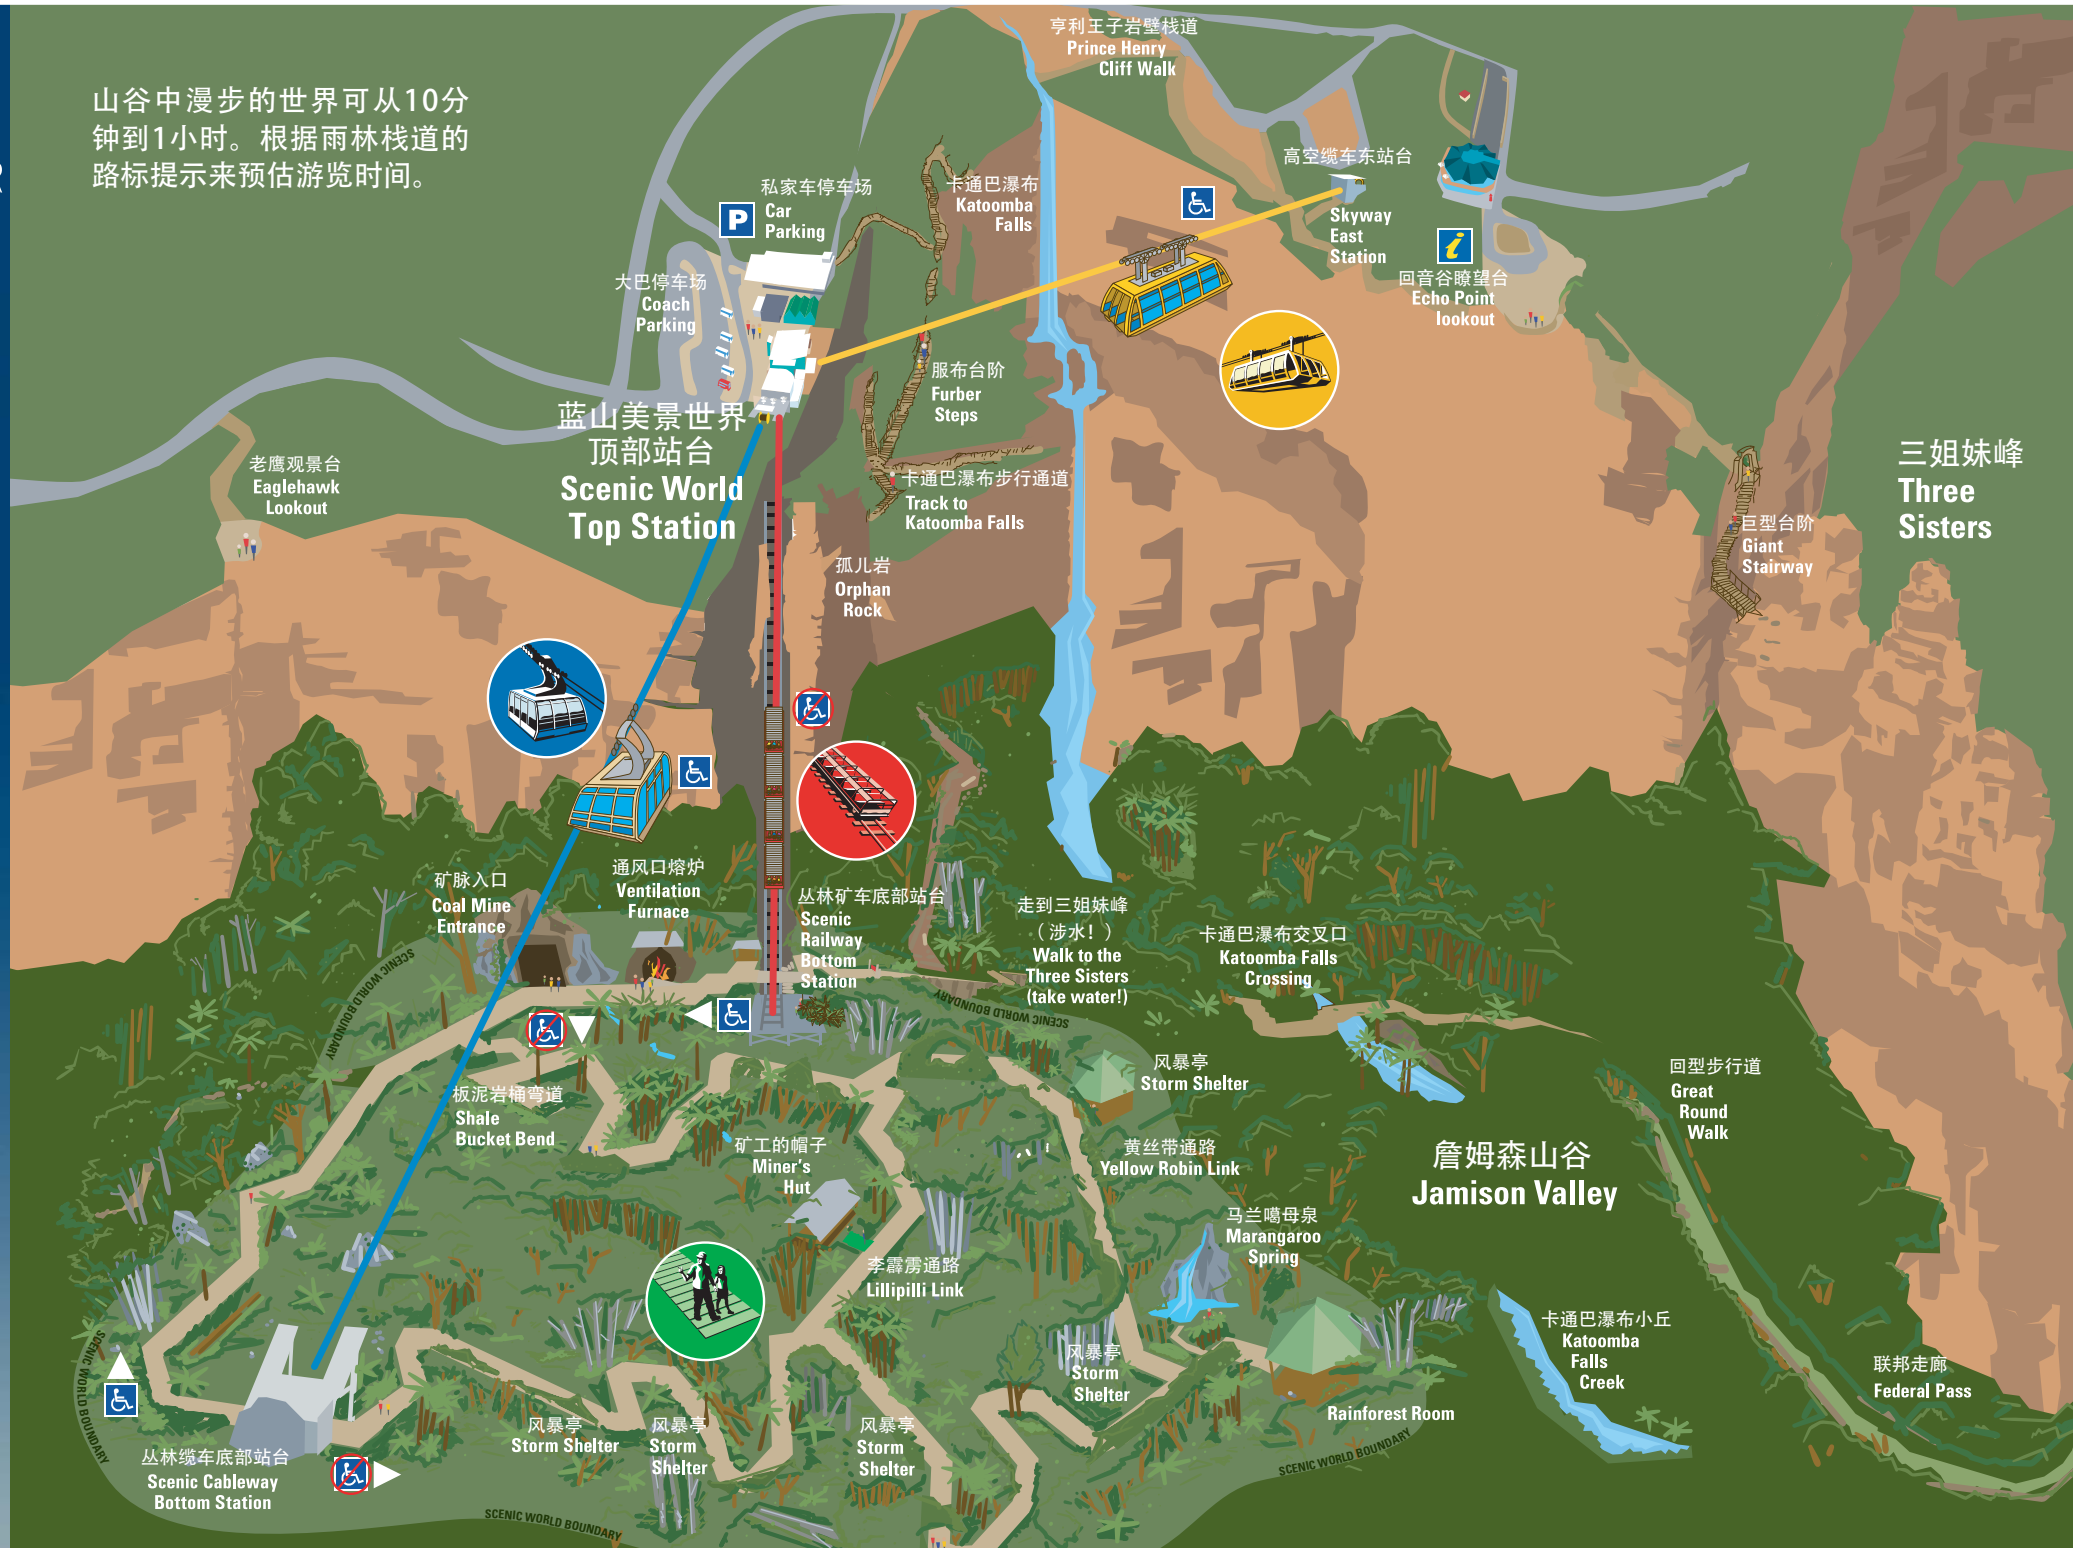 山谷中漫步的世界可从10分
钟到1小时。根据雨林栈道的
路标提示来预估游览时间。
亨利王子岩壁栈道
Prince Henry
Cliff Walk
高空缆车东站台
Skyway
East
Station
私家车停车场
P
Car
Parking
卡通巴瀑布
Katoomba
Falls
i
回音谷瞭望台
Echo Point
lookout
大巴停车场
Coach
Parking
服布台阶
Furber
Steps
蓝山美景世界
顶部站台
Scenic World
Top Station
老鹰观景台
Eaglehawk
Lookout
卡通巴瀑布步行通道
Track to
Katoomba Falls
三姐妹峰
Three
Sisters
巨型台阶
Giant
Stairway
孤儿岩
Orphan
Rock
矿脉入口
Coal Mine
Entrance
通风口熔炉
Ventilation
Furnace
丛林矿车底部站台
Scenic
Railway
Bottom
Station
走到三姐妹峰
（涉水！）
Walk to the
Three Sisters
(take water!)
卡通巴瀑布交叉口
Katoomba Falls
Crossing
SCENIC WORLD BOUNDARY
SCENIC WORLD BOUNDARY
板泥岩桶弯道
Shale
Bucket Bend
风暴亭
Storm Shelter
回型步行道
Great
Round
Walk
矿工的帽子
Miner's
Hut
黄丝带通路
Yellow Robin Link
詹姆森山谷
Jamison Valley
马兰噶母泉
Marangaroo
Spring
李霹雳通路
Lillipilli Link
卡通巴瀑布小丘
Katoomba
Falls
Creek
风暴亭
Storm
Shelter
联邦走廊
Federal Pass
SCENIC WORLD BOUNDARY
Rainforest Room
风暴亭
Storm Shelter
风暴亭
Storm
Shelter
风暴亭
Storm
Shelter
丛林缆车底部站台
Scenic Cableway
Bottom Station
SCENIC WORLD BOUNDARY
SCENIC WORLD BOUNDARY